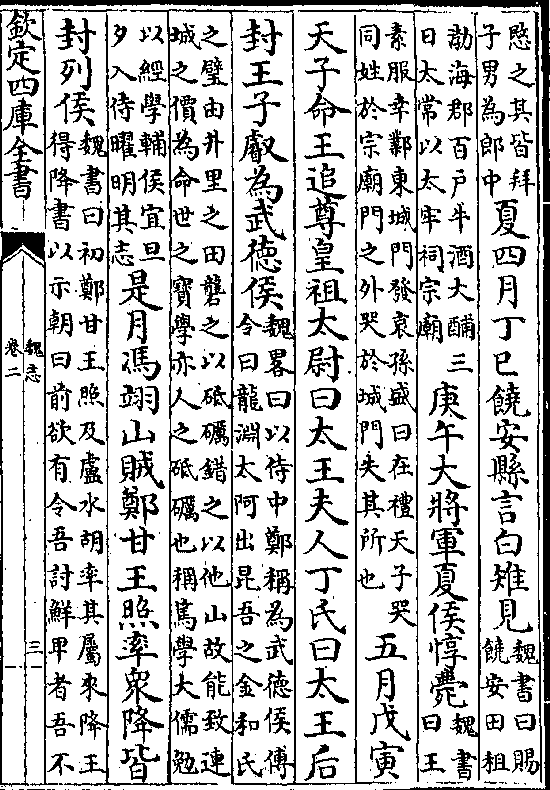 愍之其皆拜
子男為郎中
夏四月丁巳饒安縣言白雉見
魏書曰賜
饒安田租
勃海郡百戶牛酒大酺三
日太常以太牢祠宗廟
庚午大將軍夏侯惇薨
魏書
曰王
素服幸鄴東城門發哀孫盛曰在禮天子哭
同姓於宗廟門之外哭於城門失其所也
五月戊寅
天子命王追尊皇祖太尉曰太王夫人丁氏曰太王后
封王子叡為武德侯
魏畧曰以侍中鄭稱為武德侯傅
令曰龍淵太阿出昆吾之金和氏
之璧由井里之田礱之以砥礪錯之以他山故能致連
城之價為命世之寶學亦人之砥礪也稱篤學大儒勉
以經學輔侯宜旦
夕入侍曜明其志
是月馮翊山賊鄭甘王照率衆降皆
封列侯
魏書曰初鄭甘王照及盧水胡率其屬來降王
得降書以示朝曰前欲有令吾討鮮卑者吾不
欽定四庫全書
魏志
卷二
三